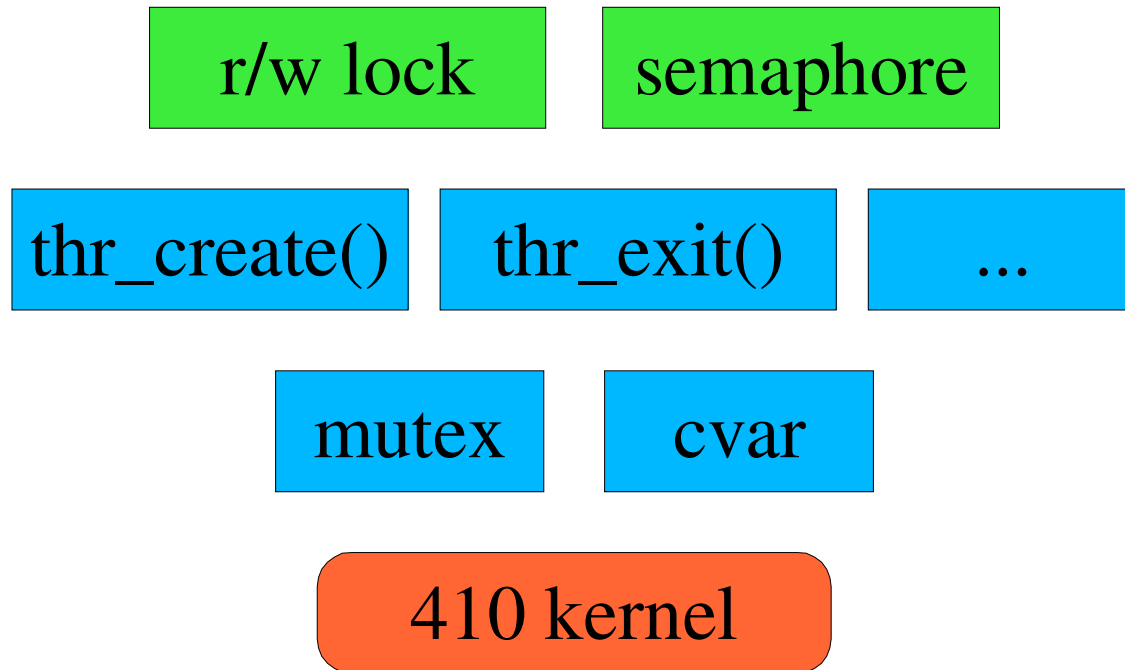 r/w lock semaphore
thr_create() thr_exit() ...
mutex cvar
410 kernel